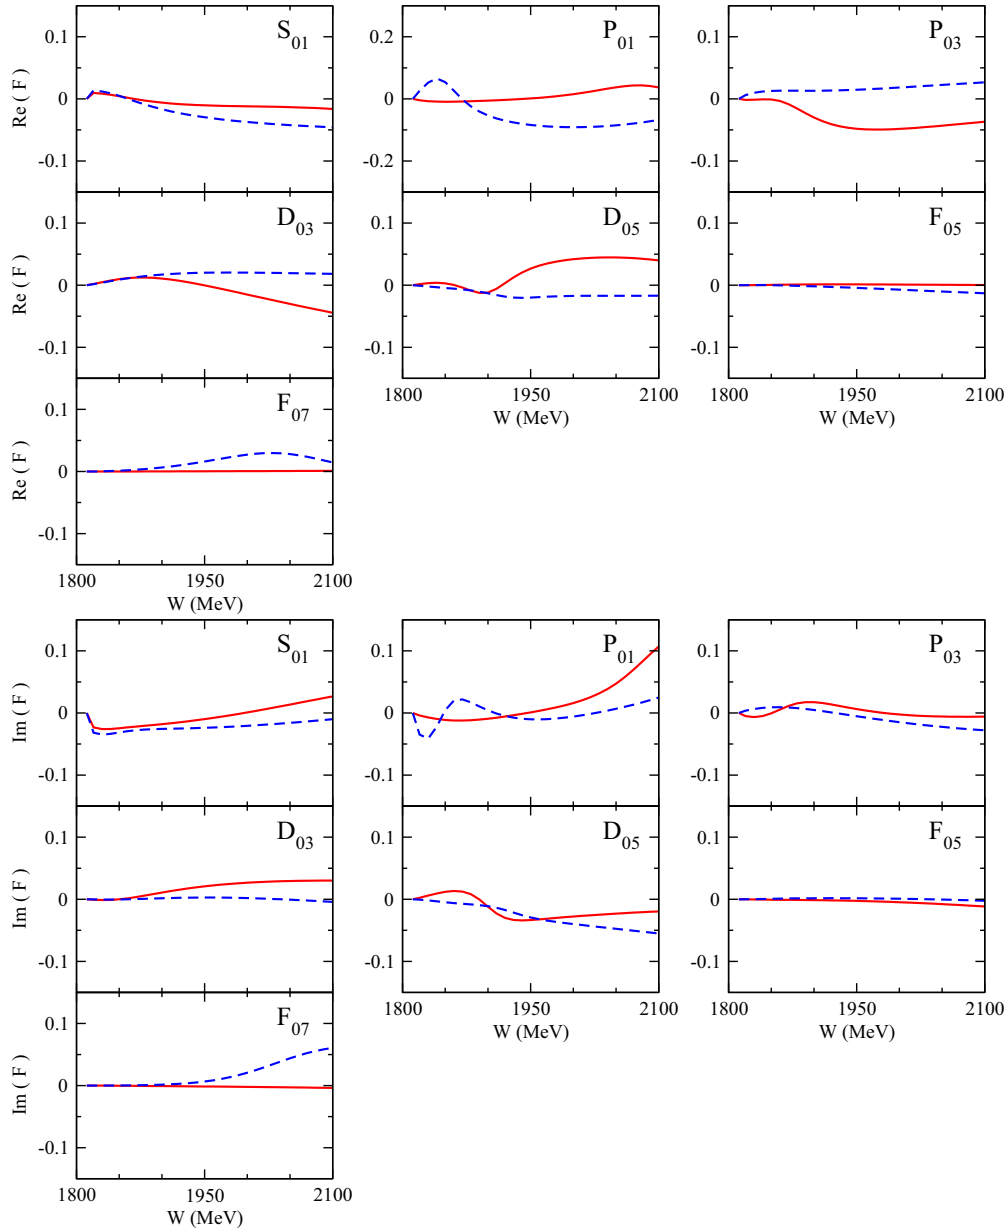 0.1 S01 0.2 P01 0.1 P03
Re ( F ) 0 0 0
-0.1 -0.2 -0.1
0.1 D03 0.1 D05 0.1 F05
Re ( F ) 0 0 0
-0.1 -0.1 -0.1
0.1 F07 1800 1950 2100 1800 1950 2100
W (MeV) W (MeV)
Re ( F ) 0
-0.1
1800 1950 2100
W (MeV)
0.1 S01 0.1 P01 0.1 P03
Im ( F ) 0 0 0
-0.1 -0.1 -0.1
0.1 D03 0.1 D05 0.1 F05
Im ( F ) 0 0 0
-0.1 -0.1 -0.1
0.1 F07 1800 1950 2100 1800 1950 2100
W (MeV) W (MeV)
Im ( F ) 0
-0.1
1800 1950 2100
W (MeV)